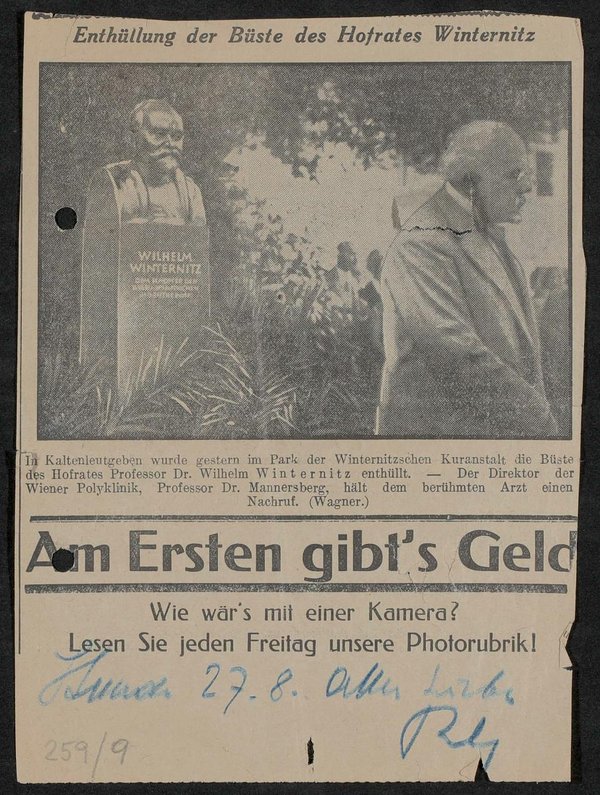 Enthüllung der Büste des Hofrates Winternitz
WILHELM
WINTERNITZ
In Kaltenleutgeben wurde gestern im Park der Winternitzschen Kuranstalt die Büste
des Hofrates Professor Dr. Wilhelm Winternitz enthüllt. — Der Direktor der
Wiener Polyklinik, Professor Dr. Mannersberg, hält dem berühmten Arzt einen
Nachruf. (Wagner.)
Am Ersten gibt's Geld
Wie wär's mit einer Kamera?
Lesen Sie jeden Freitag unsere Photorubrik!
27.8.
259/9